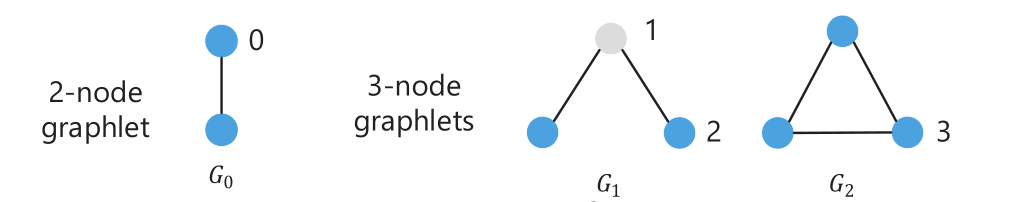 2-node
graphlet
0
G₀
3-node
graphlets
1
2
G₁
3
G₂